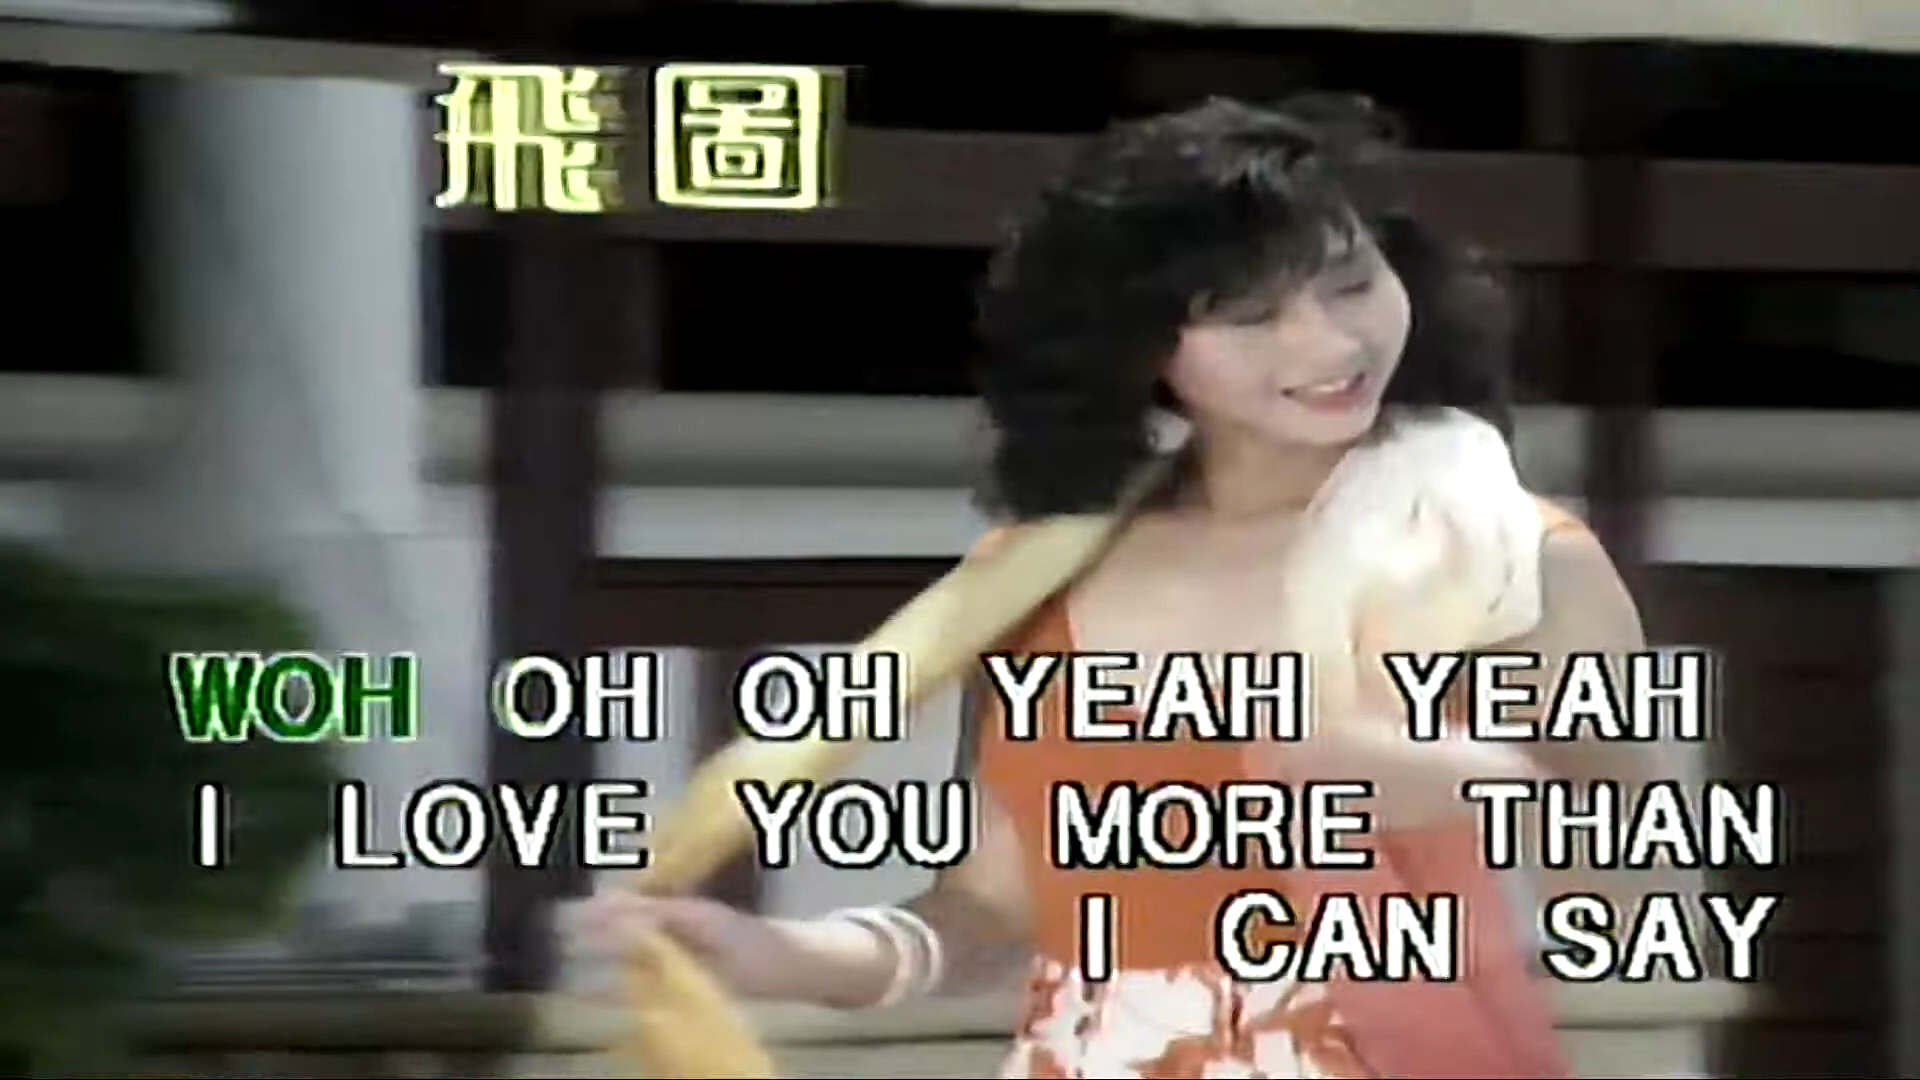 飛圖
WOH OH OH YEAH YEAH
I LOVE YOU MORE THAN
I CAN SAY